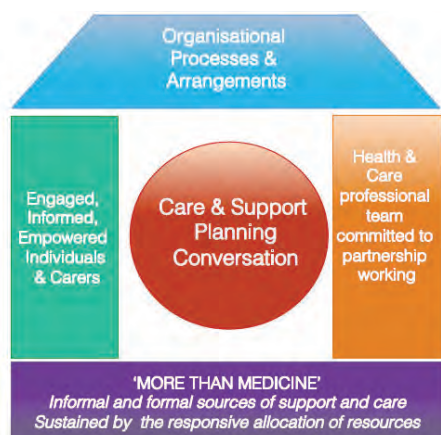 Organisational
Processes &
Arrangements
Engaged,
Informed,
Empowered
Individuals
& Carers
Care & Support
Planning
Conversation
Health &
Care
professional
team
committed to
partnership
working
'MORE THAN MEDICINE'
Informal and formal sources of support and care
Sustained by the responsive allocation of resources